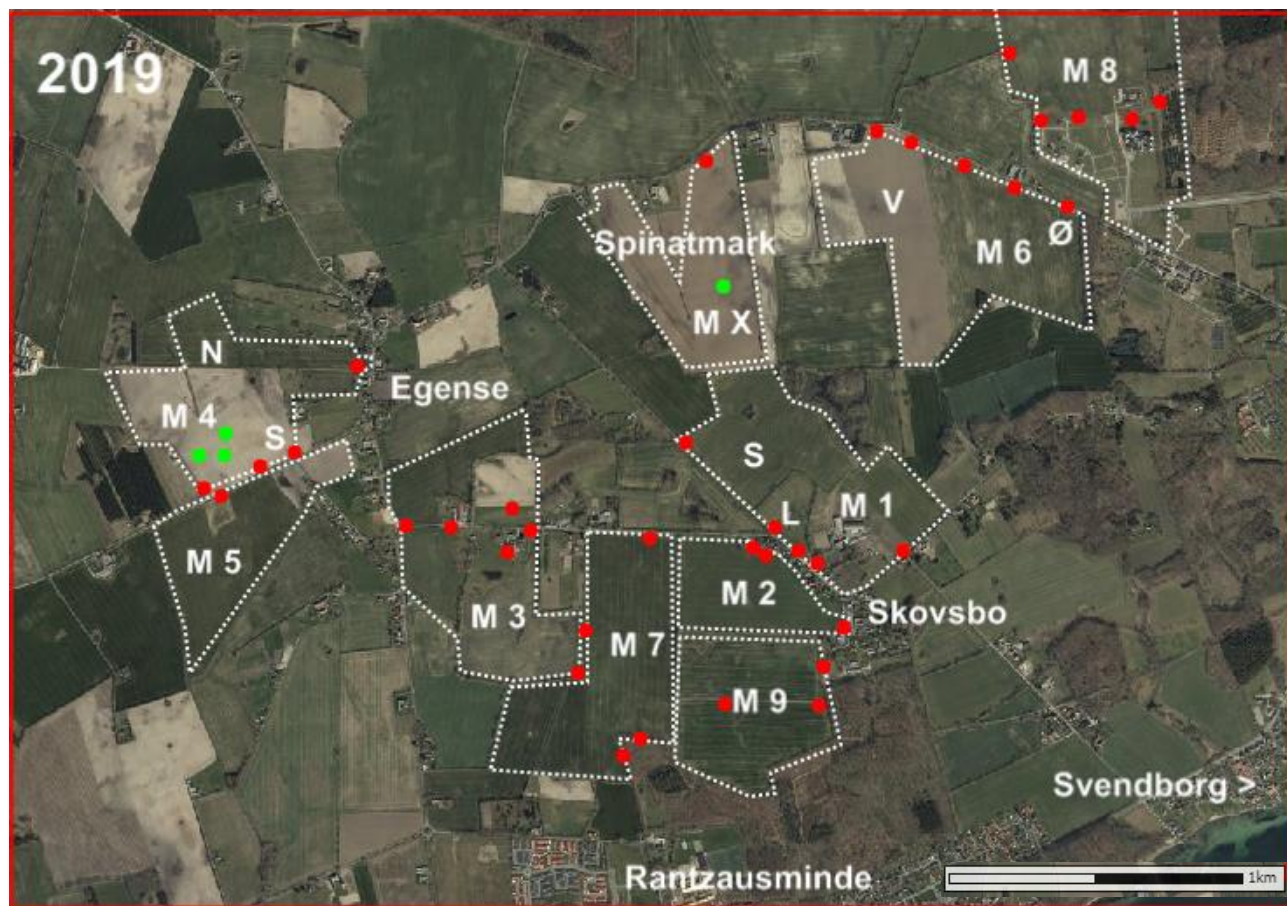 2019
M 8
V
Ø
M 6
Spinatmark
M X
N
Egense
M 4
S
S
L
M 1
M 5
M 2
Skovsbo
M 3
M 7
M 9
Svendborg >
Rantzausminde
1km